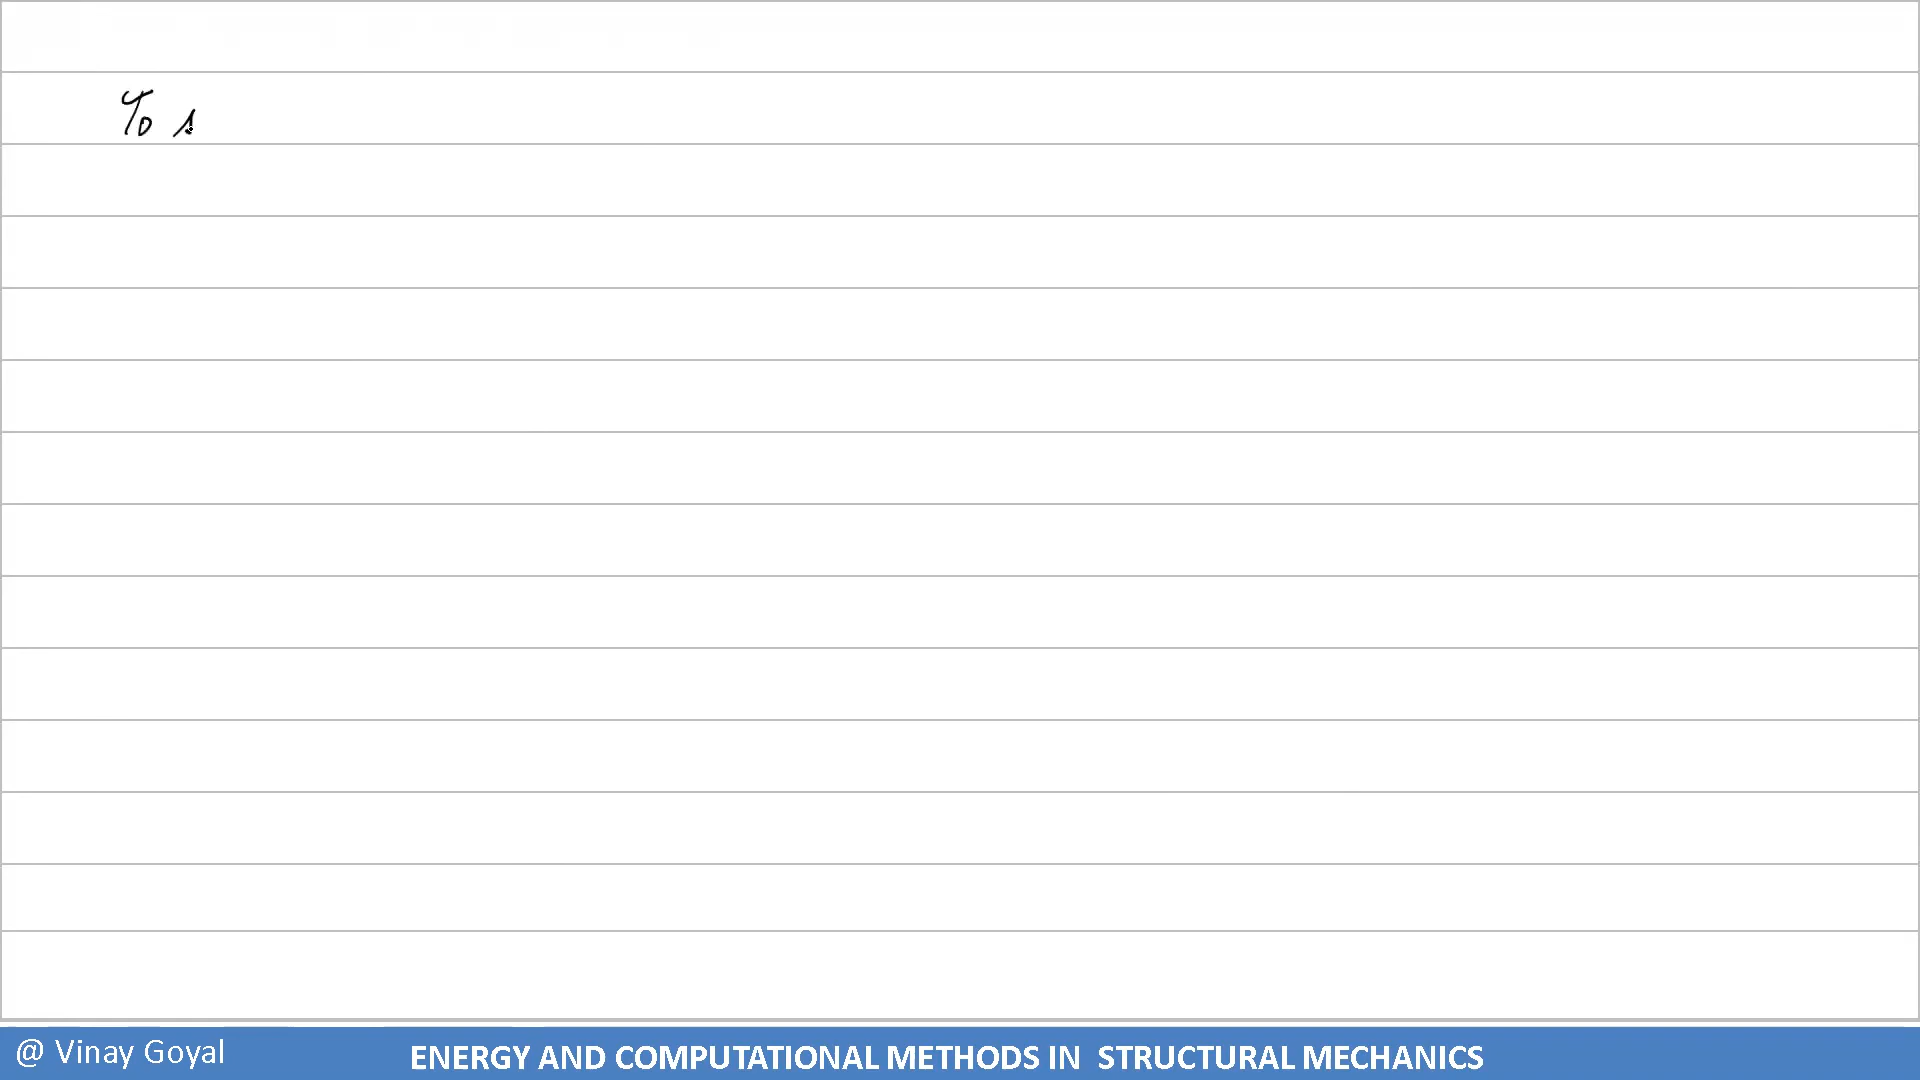 To s
@ Vinay Goyal
ENERGY AND COMPUTATIONAL METHODS IN STRUCTURAL MECHANICS